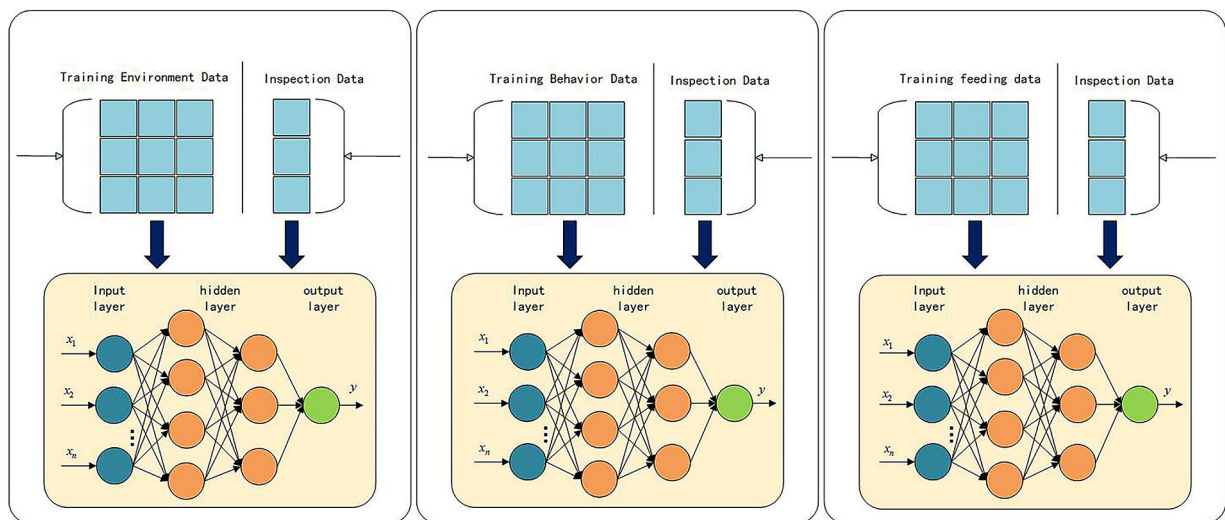 Training Environment Data
Inspection Data
Input layer
hidden layer
output layer
x1
x2
xn
y
Training Behavior Data
Inspection Data
Input layer
hidden layer
output layer
x1
x2
xn
y
Training feeding data
Inspection Data
Input layer
hidden layer
output layer
x1
x2
xn
y